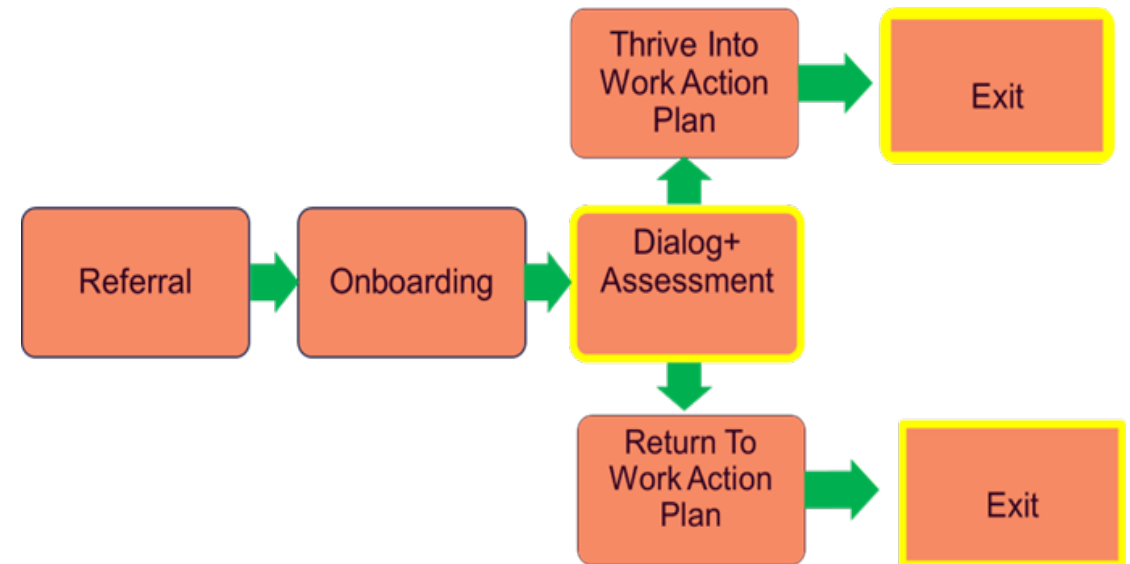 Thrive Into
Work Action
Plan
Exit
Referral
Onboarding
Dialog+
Assessment
Return To
Work Action
Plan
Exit